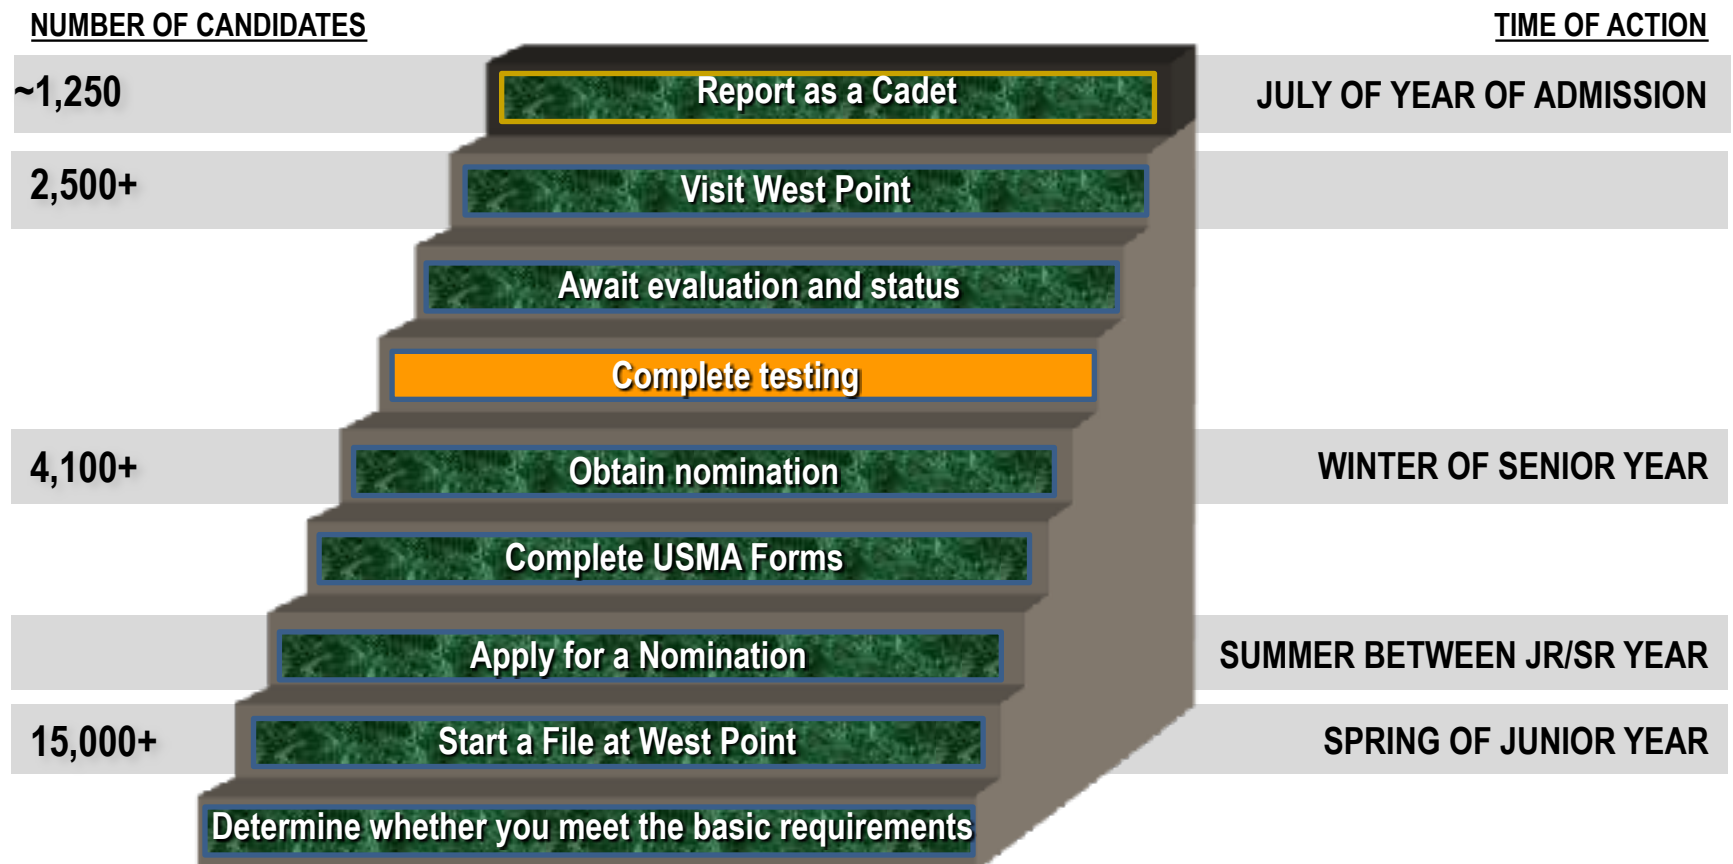 NUMBER OF CANDIDATES
TIME OF ACTION
~1,250
Report as a Cadet
JULY OF YEAR OF ADMISSION
2,500+
Visit West Point
Await evaluation and status
Complete testing
4,100+
Obtain nomination
WINTER OF SENIOR YEAR
Complete USMA Forms
Apply for a Nomination
SUMMER BETWEEN JR/SR YEAR
15,000+
Start a File at West Point
SPRING OF JUNIOR YEAR
Determine whether you meet the basic requirements